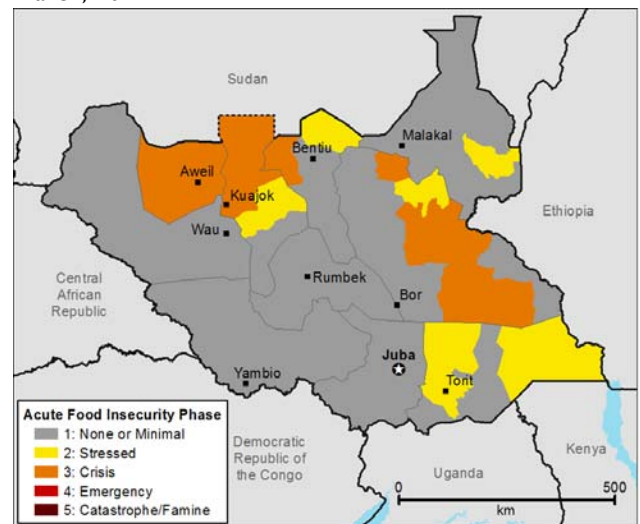 Sudan
Malakal
Bentiu
Aweil
Kuajok
Ethiopia
Wau
Central
African
Republic
Rumbek
Bor
Juba
Yambio
Torit
Acute Food Insecurity Phase
1: None or Minimal
2: Stressed
3: Crisis
4: Emergency
5: Catastrophe/Famine
Democratic
Republic of
the Congo
Uganda
Kenya
0
500
km